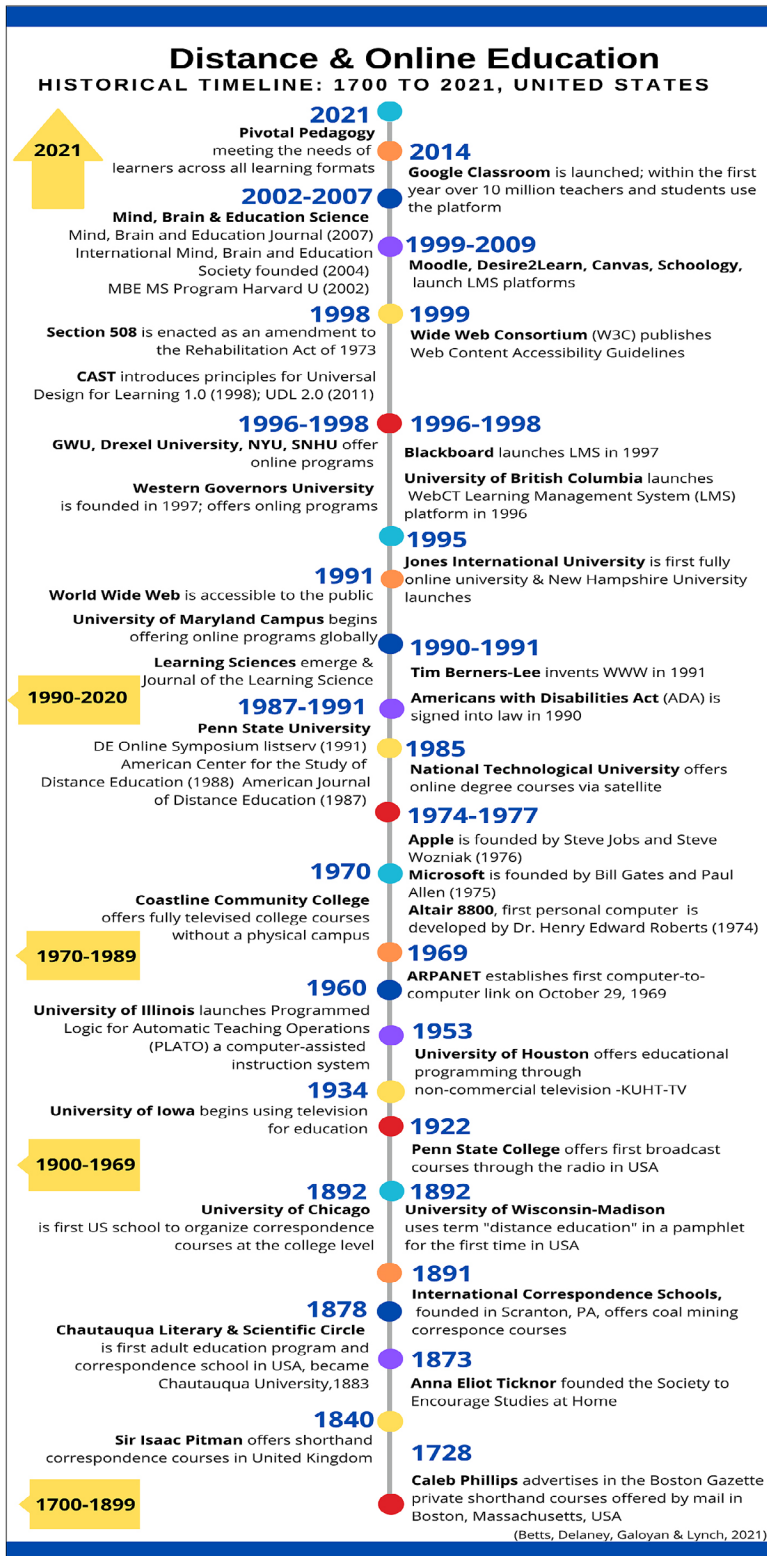 Distance & Online Education
HISTORICAL TIMELINE: 1700 TO 2021, UNITED STATES
2021
2021
Pivotal Pedagogy
meeting the needs of
learners across all learning formats
2014
Google Classroom is launched; within the first
year over 10 million teachers and students use
the platform
2002-2007
Mind, Brain & Education Science
Mind, Brain and Education Journal (2007)
International Mind, Brain and Education
Society founded (2004)
MBE MS Program Harvard U (2002)
1999-2009
Moodle, Desire2Learn, Canvas, Schoology,
launch LMS platforms
1998
Section 508 is enacted as an amendment to
the Rehabilitation Act of 1973
CAST introduces principles for Universal
Design for Learning 1.0 (1998); UDL 2.0 (2011)
1999
Wide Web Consortium (W3C) publishes
Web Content Accessibility Guidelines
1996-1998
GWU, Drexel University, NYU, SNHU offer
online programs
Western Governors University
is founded in 1997; offers onling programs
1996-1998
Blackboard launches LMS in 1997
University of British Columbia launches
WebCT Learning Management System (LMS)
platform in 1996
1995
Jones International University is first fully
online university & New Hampshire University
launches
1991
World Wide Web is accessible to the public
University of Maryland Campus begins
offering online programs globally
Learning Sciences emerge &
Journal of the Learning Science
1990-1991
Tim Berners-Lee invents WWW in 1991
Americans with Disabilities Act (ADA) is
signed into law in 1990
1990-2020
1987-1991
Penn State University
DE Online Symposium listserv (1991)
American Center for the Study of
Distance Education (1988) American Journal
of Distance Education (1987)
1985
National Technological University offers
online degree courses via satellite
1974-1977
Apple is founded by Steve Jobs and Steve
Wozniak (1976)
Microsoft is founded by Bill Gates and Paul
Allen (1975)
Altair 8800, first personal computer is
developed by Dr. Henry Edward Roberts (1974)
1970
Coastline Community College
offers fully televised college courses
without a physical campus
1970-1989
1969
ARPANET establishes first computer-to-
computer link on October 29, 1969
1960
University of Illinois launches Programmed
Logic for Automatic Teaching Operations
(PLATO) a computer-assisted
instruction system
1953
University of Houston offers educational
programming through
non-commercial television -KUHT-TV
1934
University of Iowa begins using television
for education
1922
Penn State College offers first broadcast
courses through the radio in USA
1900-1969
1892
University of Chicago
is first US school to organize correspondence
courses at the college level
1892
University of Wisconsin-Madison
uses term "distance education" in a pamphlet
for the first time in USA
1891
International Correspondence Schools,
founded in Scranton, PA, offers coal mining
corresponce courses
1878
Chautauqua Literary & Scientific Circle
is first adult education program and
correspondence school in USA, became
Chautauqua University,1883
1873
Anna Eliot Ticknor founded the Society to
Encourage Studies at Home
1840
Sir Isaac Pitman offers shorthand
correspondence courses in United Kingdom
1728
Caleb Phillips advertises in the Boston Gazette
private shorthand courses offered by mail in
Boston, Massachusetts, USA
1700-1899
(Betts, Delaney, Galoyan & Lynch, 2021)